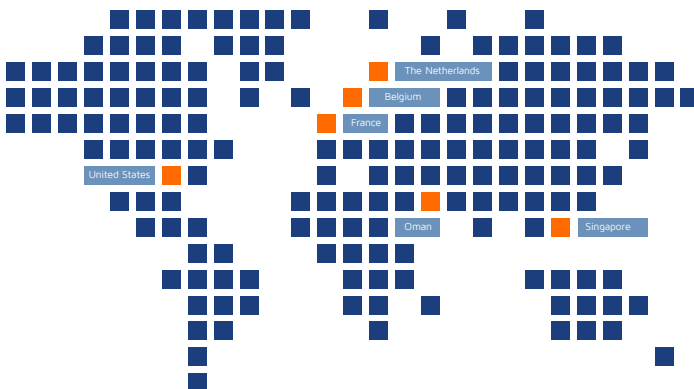 The Netherlands
Belgium
France
United States
Oman
Singapore